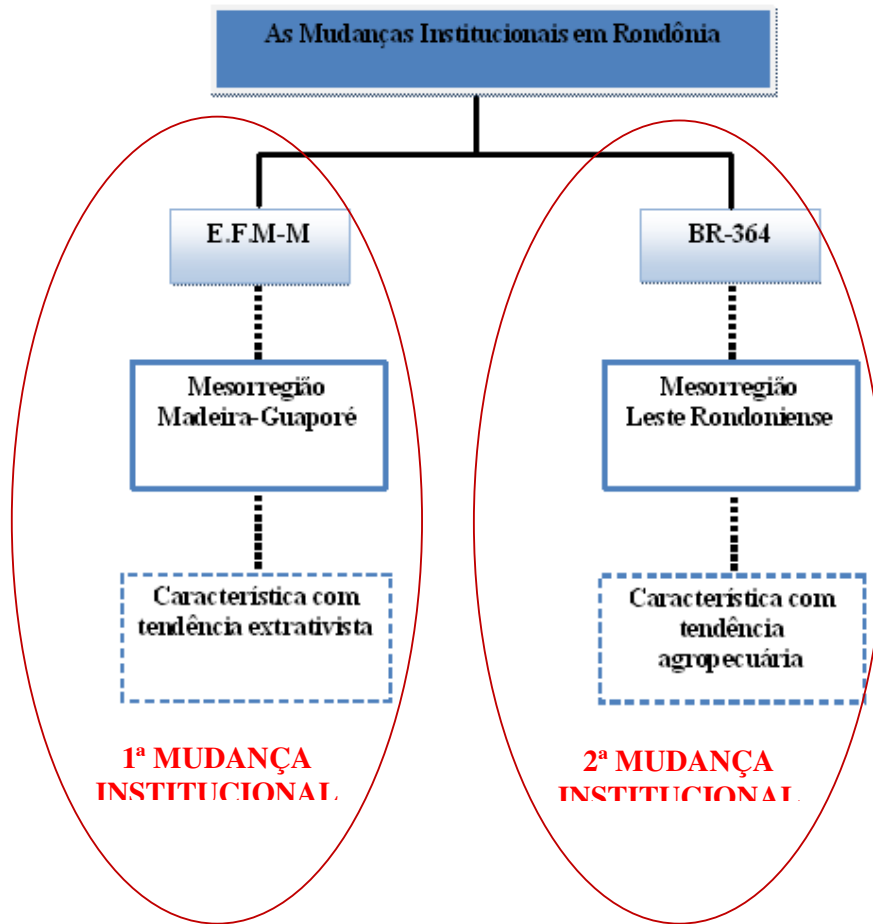 As Mudanças Institucionais em Rondônia
E.F.M-M
Mesorregião
Madeira-Guaporé
Característica com
tendência extrativista
1ª MUDANÇA
INSTITUCIONAL
BR-364
Mesorregião
Leste Rondoniense
Característica com
tendência
agropecuária
2ª MUDANÇA
INSTITUCIONAL